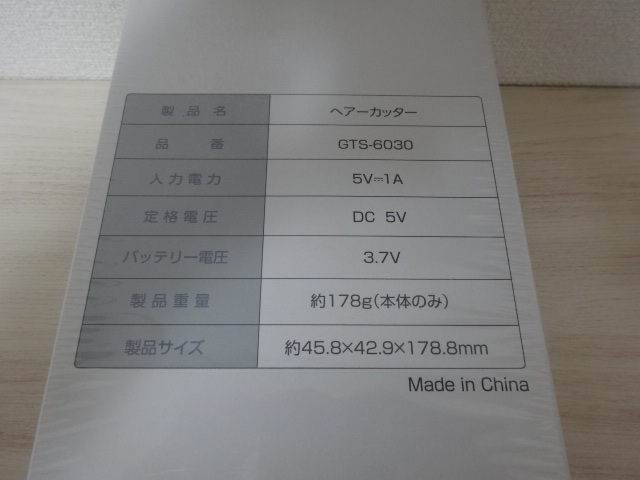 製品名 ヘアーカッター
品番 GTS-6030
入力電力 5V⎓1A
定格電圧 DC 5V
バッテリー電圧 3.7V
製品重量 約178g(本体のみ)
製品サイズ 約45.8×42.9×178.8mm
Made in China